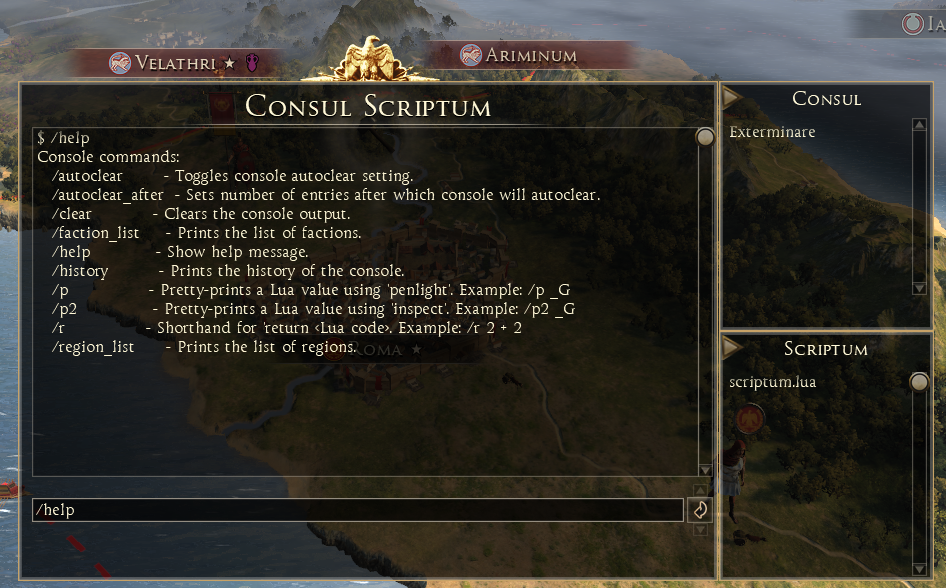 IA
VELATHRI
ARIMINUM
CONSUL SCRIPTUM
$ /help
Console commands:
/autoclear - Toggles console autoclear setting.
/autoclear_after - Sets number of entries after which console will autoclear.
/clear - Clears the console output.
/faction_list - Prints the list of factions.
/help - Show help message.
/history - Prints the history of the console.
/p - Pretty-prints a Lua value using 'penlight'. Example: /p _G
/p2 - Pretty-prints a Lua value using 'inspect'. Example: /p2 _G
/r - Shorthand for 'return <Lua code>. Example: /r 2 + 2
/region_list - Prints the list of regions.
ROMA
/help
CONSUL
Exterminare
SCRIPTUM
scriptum.lua